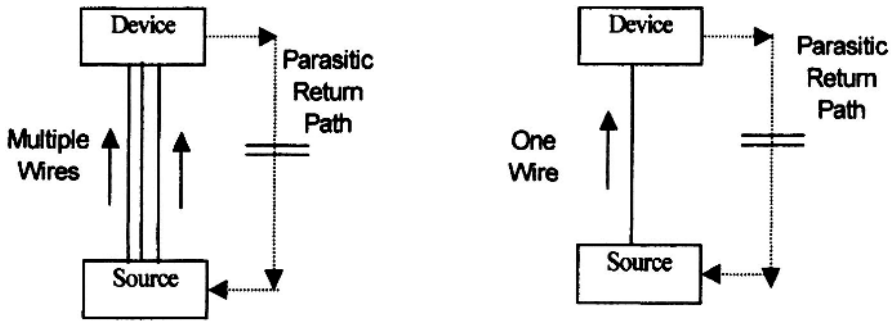 Device
Parasitic
Return
Path
Multiple
Wires
Source
Device
Parasitic
Return
Path
One
Wire
Source